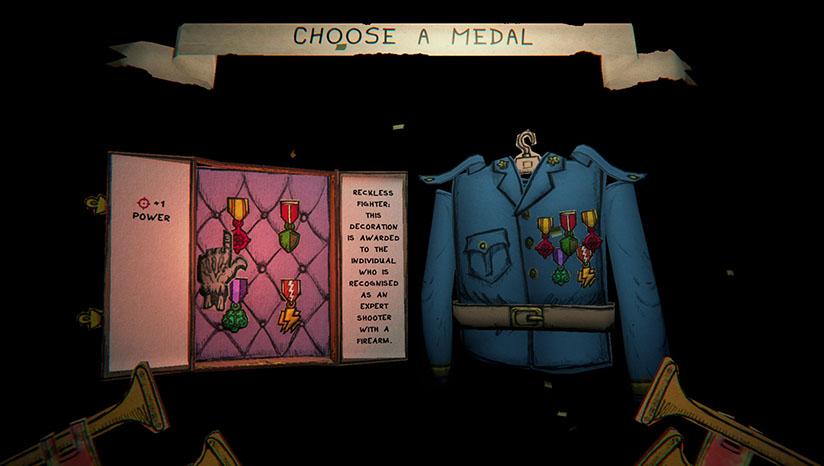 CHOOSE A MEDAL
+1
POWER
RECKLESS
FIGHTER:
THIS
DECORATION
IS AWARDED
TO THE
INDIVIDUAL
WHO IS
RECOGNISED
AS AN
EXPERT
SHOOTER
WITH A
FIREARM.